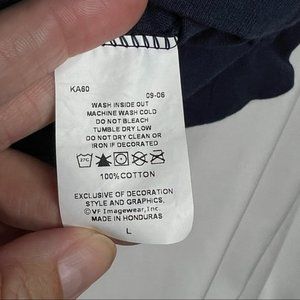 KA60 09-06
WASH INSIDE OUT
MACHINE WASH COLD
DO NOT BLEACH
TUMBLE DRY LOW
DO NOT DRY CLEAN OR
IRON IF DECORATED
100%COTTON
EXCLUSIVE OF DECORATION
STYLE AND GRAPHICS,
©VF Imagewear, Inc.
MADE IN HONDURAS
L